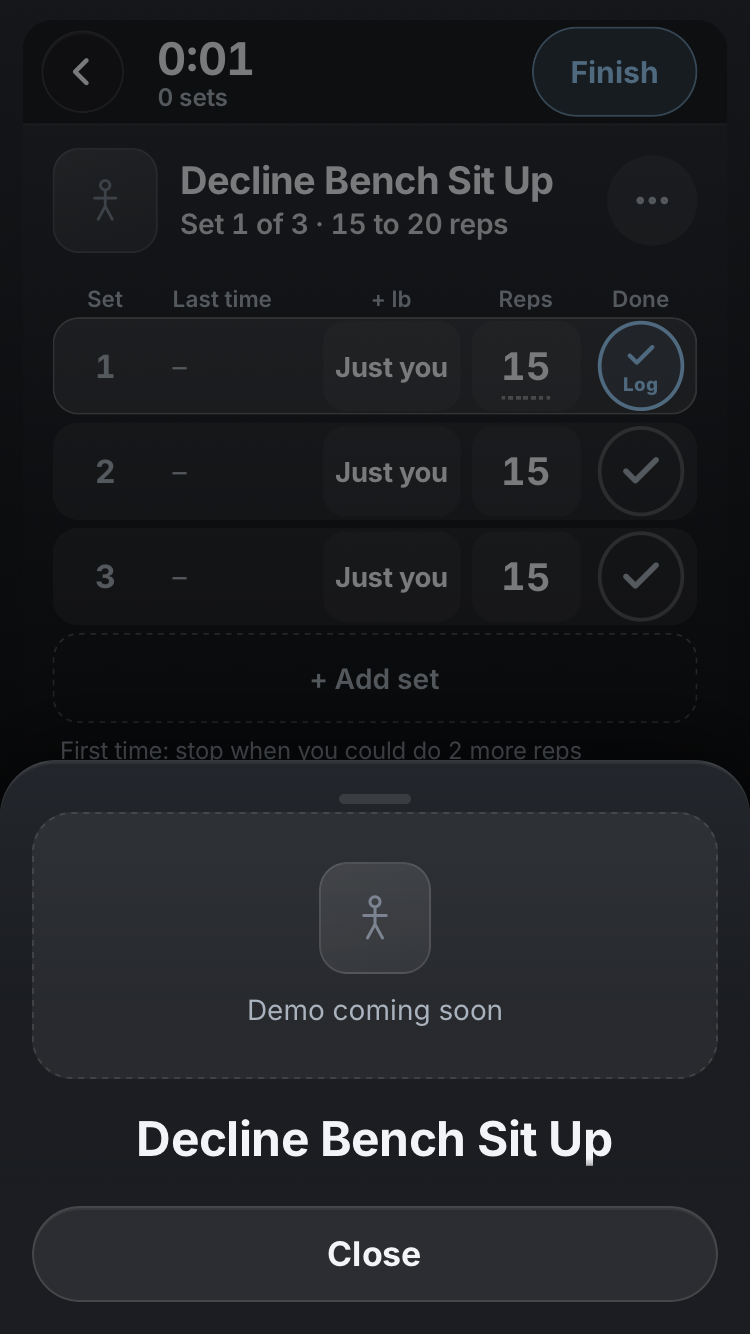 0:01
0 sets
Finish
Decline Bench Sit Up
Set 1 of 3 · 15 to 20 reps
Set Last time + lb Reps Done
1 – Just you 15 Log
2 – Just you 15
3 – Just you 15
+ Add set
First time: stop when you could do 2 more reps
Demo coming soon
Decline Bench Sit Up
Close